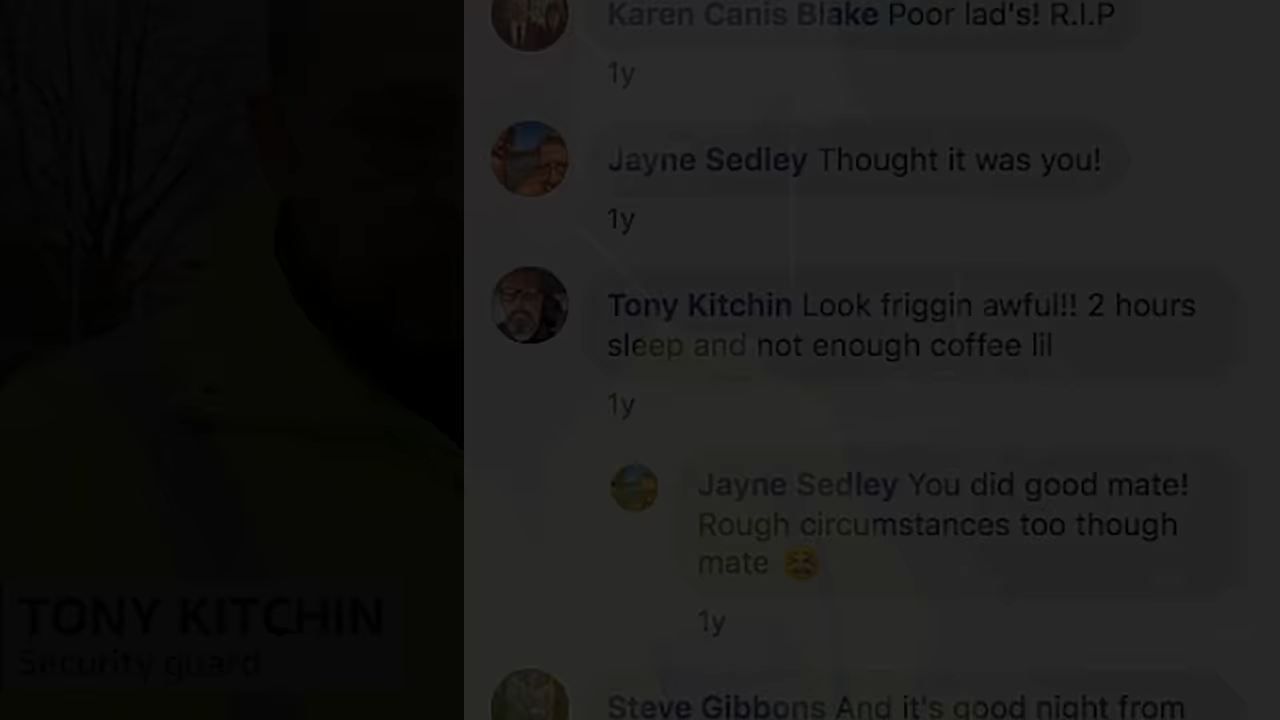 Karen Canis Blake Poor lad's! R.I.P
1y
Jayne Sedley Thought it was you!
1y
Tony Kitchin Look friggin awful!! 2 hours
sleep and not enough coffee lil
1y
Jayne Sedley You did good mate!
Rough circumstances too though
mate
1y
Steve Gibbons And it's good night from
TONY KITCHIN
Security guard